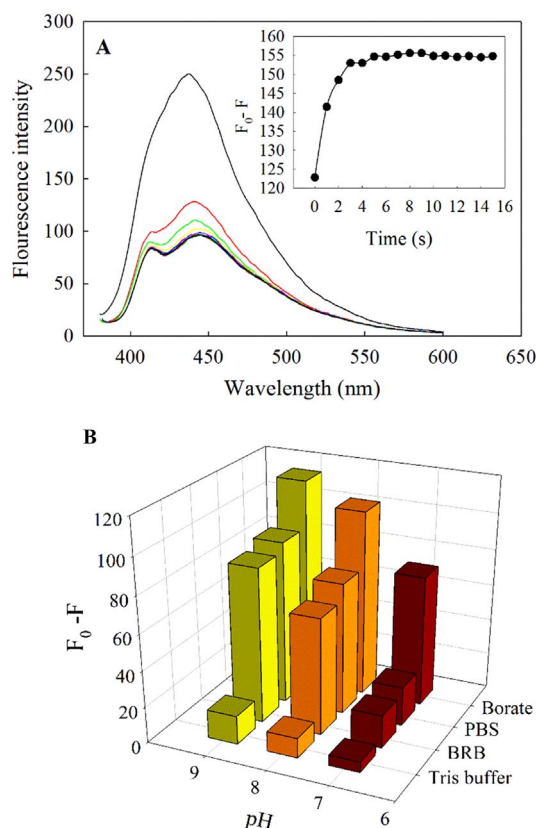 A
300
250
200
150
100
50
0
Flourescence intensity
400 450 500 550 600 650
Wavelength (nm)
160
155
150
145
140
135
130
125
120
F0- F
0 2 4 6 8 10 12 14 16
Time (s)
B
120
100
80
60
40
20
0
F0 -F
9
8
7
6
pH
Borate
PBS
BRB
Tris buffer